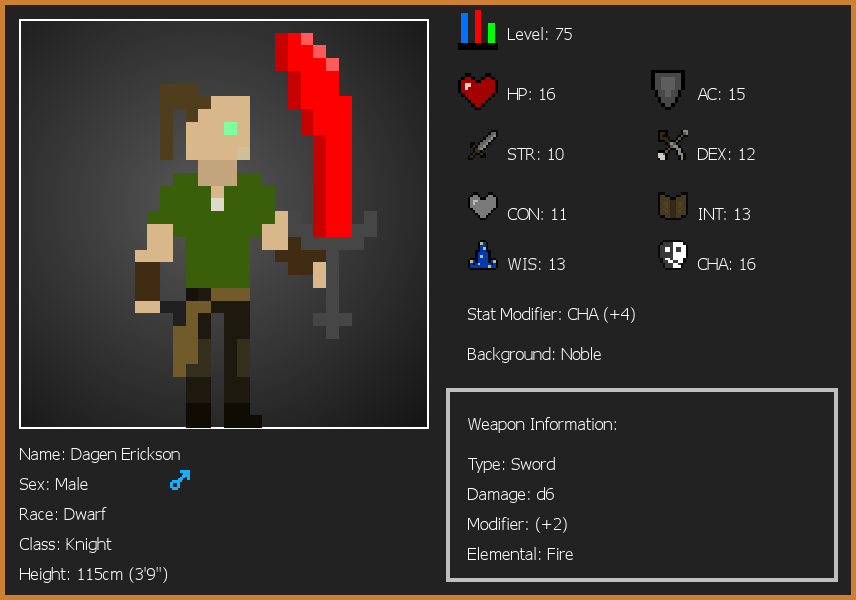 Level: 75
HP: 16
AC: 15
STR: 10
DEX: 12
CON: 11
INT: 13
WIS: 13
CHA: 16
Stat Modifier: CHA (+4)
Background: Noble
Weapon Information:
Type: Sword
Damage: d6
Modifier: (+2)
Elemental: Fire
Name: Dagen Erickson
Sex: Male
Race: Dwarf
Class: Knight
Height: 115cm (3'9")